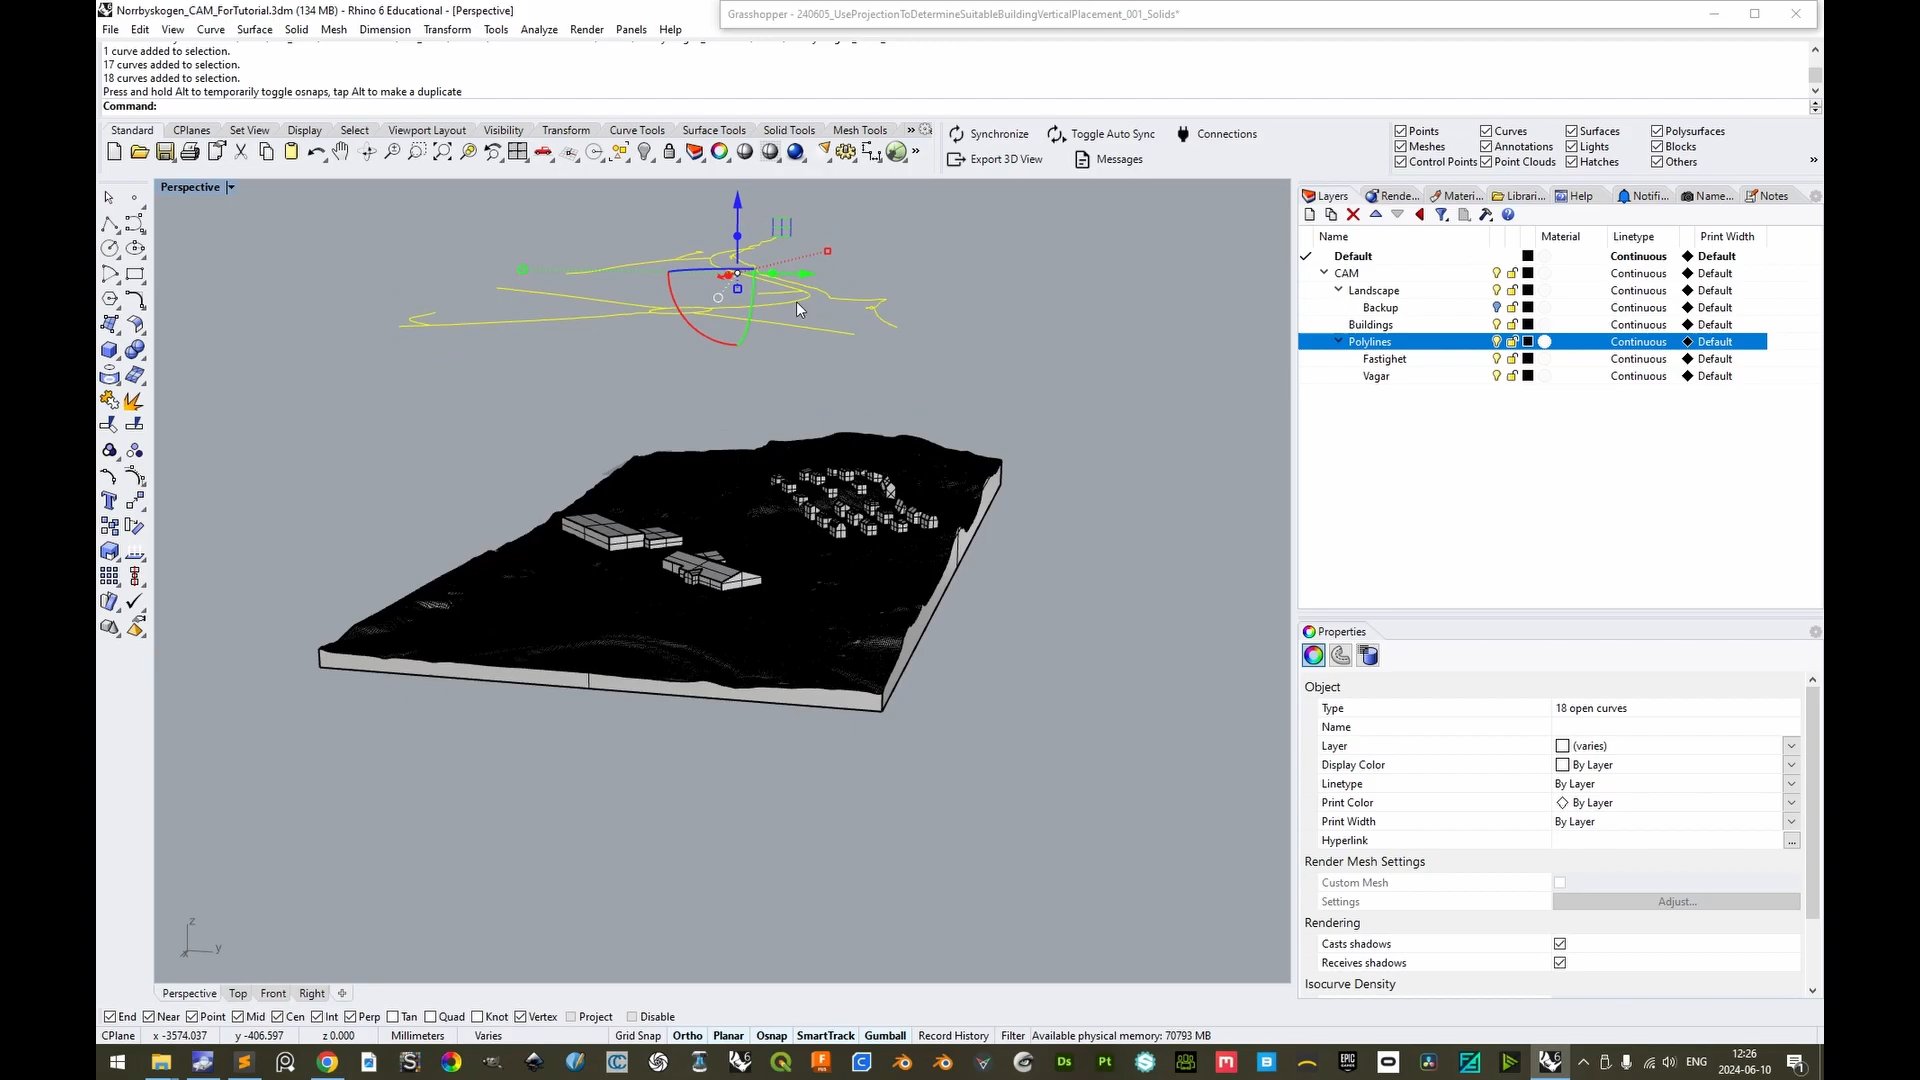 Norrbyskogen_CAM_ForTutorial.3dm (134 MB) - Rhino 6 Educational - [Perspective]
Grasshopper - 240605_UseProjectionToDetermineSuitableBuildingVerticalPlacement_001_Solids*
File Edit View Curve Surface Solid Mesh Dimension Transform Tools Analyze Render Panels Help
1 curve added to selection.
17 curves added to selection.
18 curves added to selection.
Press and hold Alt to temporarily toggle osnaps, tap Alt to make a duplicate
Command:
Standard CPlanes Set View Display Select Viewport Layout Visibility Transform Curve Tools Surface Tools Solid Tools Mesh Tools
Synchronize Toggle Auto Sync Connections
Export 3D View Messages
Points Curves Surfaces Polysurfaces
Meshes Annotations Lights Blocks
Control Points Point Clouds Hatches Others
Perspective
Layers Rende... Materi... Librari... Help Notifi... Name... Notes
Name Material Linetype Print Width
Default Continuous Default
CAM Continuous Default
Landscape Continuous Default
Backup Continuous Default
Buildings Continuous Default
Polylines Continuous Default
Fastighet Continuous Default
Vagar Continuous Default
Properties
Object
Type 18 open curves
Name
Layer (varies)
Display Color By Layer
Linetype By Layer
Print Color By Layer
Print Width By Layer
Hyperlink ...
Render Mesh Settings
Custom Mesh
Settings Adjust...
Rendering
Casts shadows
Receives shadows
Isocurve Density
z
y
x
Perspective Top Front Right
End Near Point Mid Cen Int Perp Tan Quad Knot Vertex Project Disable
CPlane x -3574.037 y -406.597 z 0.000 Millimeters Varies Grid Snap Ortho Planar Osnap SmartTrack Gumball Record History Filter Available physical memory: 70793 MB
ENG
12:26
2024-06-10